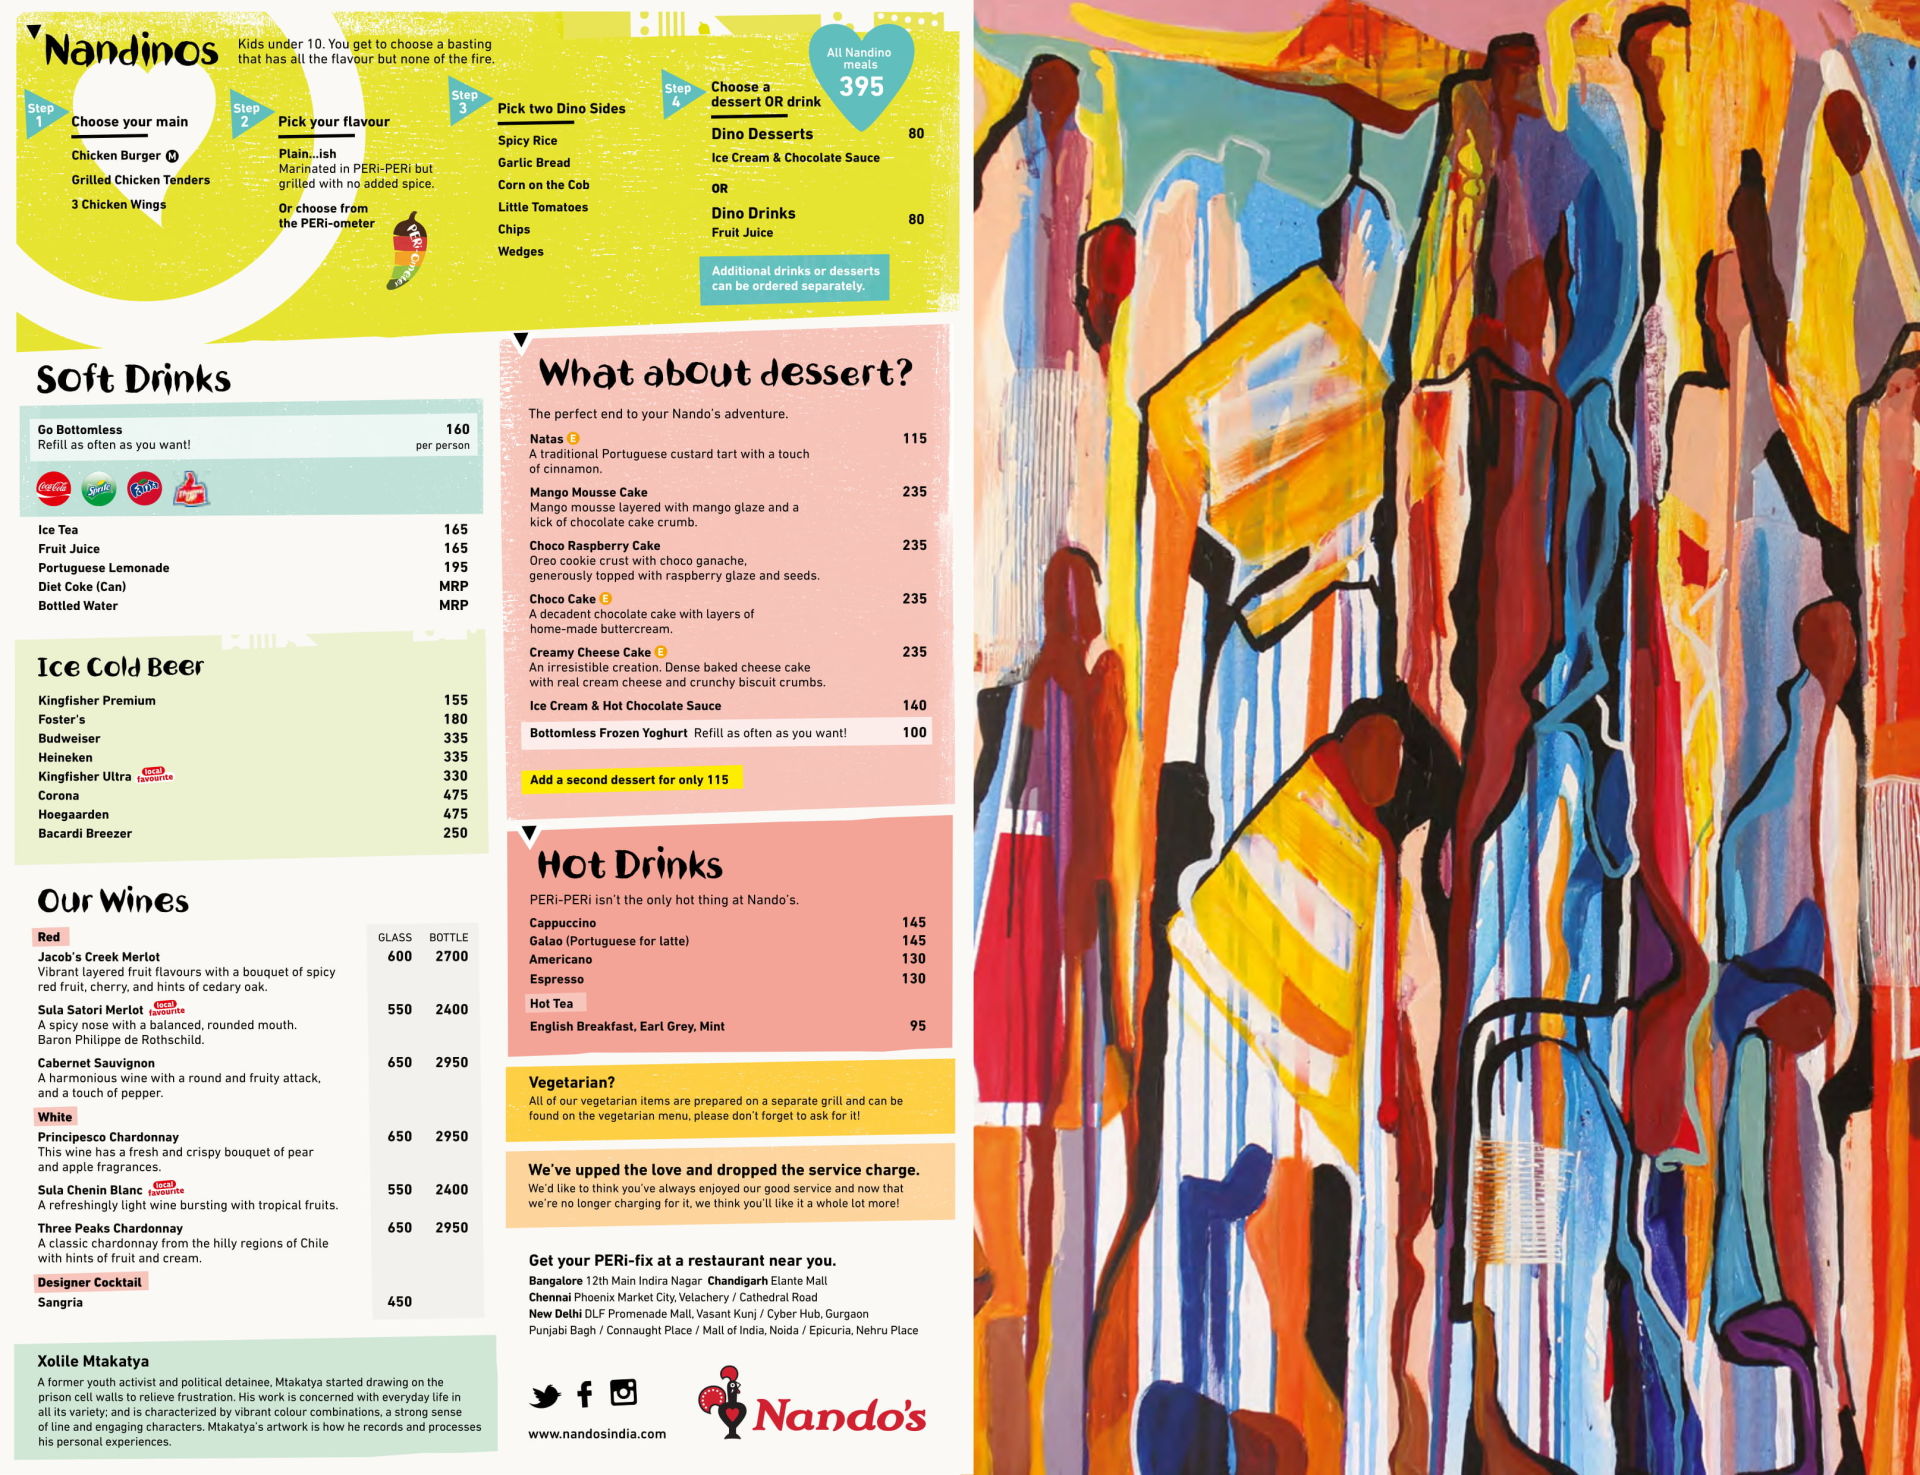 Nandinos
Kids under 10. You get to choose a basting
that has all the flavour but none of the fire.
All Nandino
meals
395
Step
1
Choose your main
Chicken Burger M
Grilled Chicken Tenders
3 Chicken Wings
Step
2
Pick your flavour
Plain...ish
Marinated in PERi-PERi but
grilled with no added spice.
Or choose from
the PERi-ometer
PERi-Ometer
Step
3
Pick two Dino Sides
Spicy Rice
Garlic Bread
Corn on the Cob
Little Tomatoes
Chips
Wedges
Step
4
Choose a
dessert OR drink
Dino Desserts 80
Ice Cream & Chocolate Sauce
OR
Dino Drinks 80
Fruit Juice
Additional drinks or desserts
can be ordered separately.
Soft Drinks
Go Bottomless 160
Refill as often as you want! per person
Coca-Cola Sprite Fanta Thums Up
Ice Tea 165
Fruit Juice 165
Portuguese Lemonade 195
Diet Coke (Can) MRP
Bottled Water MRP
Ice Cold Beer
Kingfisher Premium 155
Foster's 180
Budweiser 335
Heineken 335
Kingfisher Ultra local favourite 330
Corona 475
Hoegaarden 475
Bacardi Breezer 250
Our Wines
Red GLASS BOTTLE
Jacob's Creek Merlot 600 2700
Vibrant layered fruit flavours with a bouquet of spicy
red fruit, cherry, and hints of cedary oak.
Sula Satori Merlot local favourite 550 2400
A spicy nose with a balanced, rounded mouth.
Baron Philippe de Rothschild.
Cabernet Sauvignon 650 2950
A harmonious wine with a round and fruity attack,
and a touch of pepper.
White
Principesco Chardonnay 650 2950
This wine has a fresh and crispy bouquet of pear
and apple fragrances.
Sula Chenin Blanc local favourite 550 2400
A refreshingly light wine bursting with tropical fruits.
Three Peaks Chardonnay 650 2950
A classic chardonnay from the hilly regions of Chile
with hints of fruit and cream.
Designer Cocktail
Sangria 450
Xolile Mtakatya
A former youth activist and political detainee, Mtakatya started drawing on the
prison cell walls to relieve frustration. His work is concerned with everyday life in
all its variety; and is characterized by vibrant colour combinations, a strong sense
of line and engaging characters. Mtakatya's artwork is how he records and processes
his personal experiences.
What about dessert?
The perfect end to your Nando's adventure.
Natas E 115
A traditional Portuguese custard tart with a touch
of cinnamon.
Mango Mousse Cake 235
Mango mousse layered with mango glaze and a
kick of chocolate cake crumb.
Choco Raspberry Cake 235
Oreo cookie crust with choco ganache,
generously topped with raspberry glaze and seeds.
Choco Cake E 235
A decadent chocolate cake with layers of
home-made buttercream.
Creamy Cheese Cake E 235
An irresistible creation. Dense baked cheese cake
with real cream cheese and crunchy biscuit crumbs.
Ice Cream & Hot Chocolate Sauce 140
Bottomless Frozen Yoghurt Refill as often as you want! 100
Add a second dessert for only 115
Hot Drinks
PERi-PERi isn't the only hot thing at Nando's.
Cappuccino 145
Galao (Portuguese for latte) 145
Americano 130
Espresso 130
Hot Tea
English Breakfast, Earl Grey, Mint 95
Vegetarian?
All of our vegetarian items are prepared on a separate grill and can be
found on the vegetarian menu, please don't forget to ask for it!
We've upped the love and dropped the service charge.
We'd like to think you've always enjoyed our good service and now that
we're no longer charging for it, we think you'll like it a whole lot more!
Get your PERi-fix at a restaurant near you.
Bangalore 12th Main Indira Nagar Chandigarh Elante Mall
Chennai Phoenix Market City, Velachery / Cathedral Road
New Delhi DLF Promenade Mall, Vasant Kunj / Cyber Hub, Gurgaon
Punjabi Bagh / Connaught Place / Mall of India, Noida / Epicuria, Nehru Place
www.nandosindia.com
Nando's